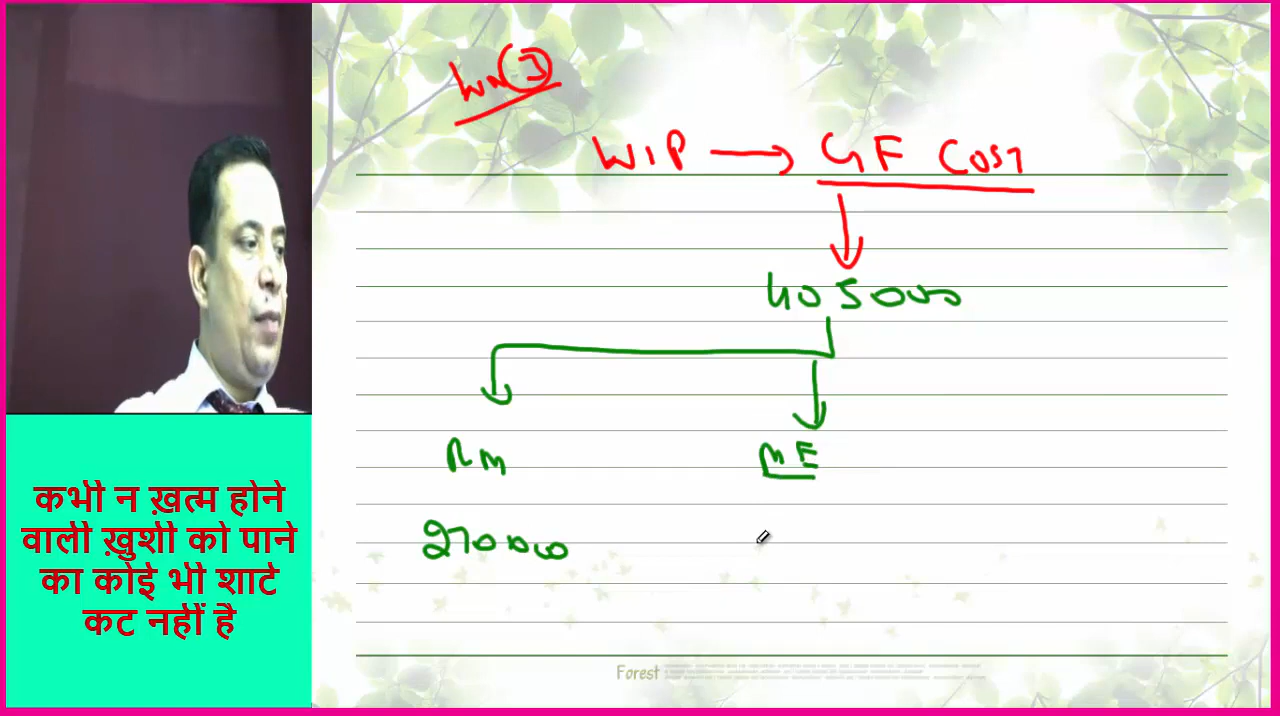 WN(3)
WIP → GF COST
405000
RM ME
270000
कभी न ख़त्म होने
वाली ख़ुशी को पाने
का कोई भी शार्ट
कट नहीं है
Forest